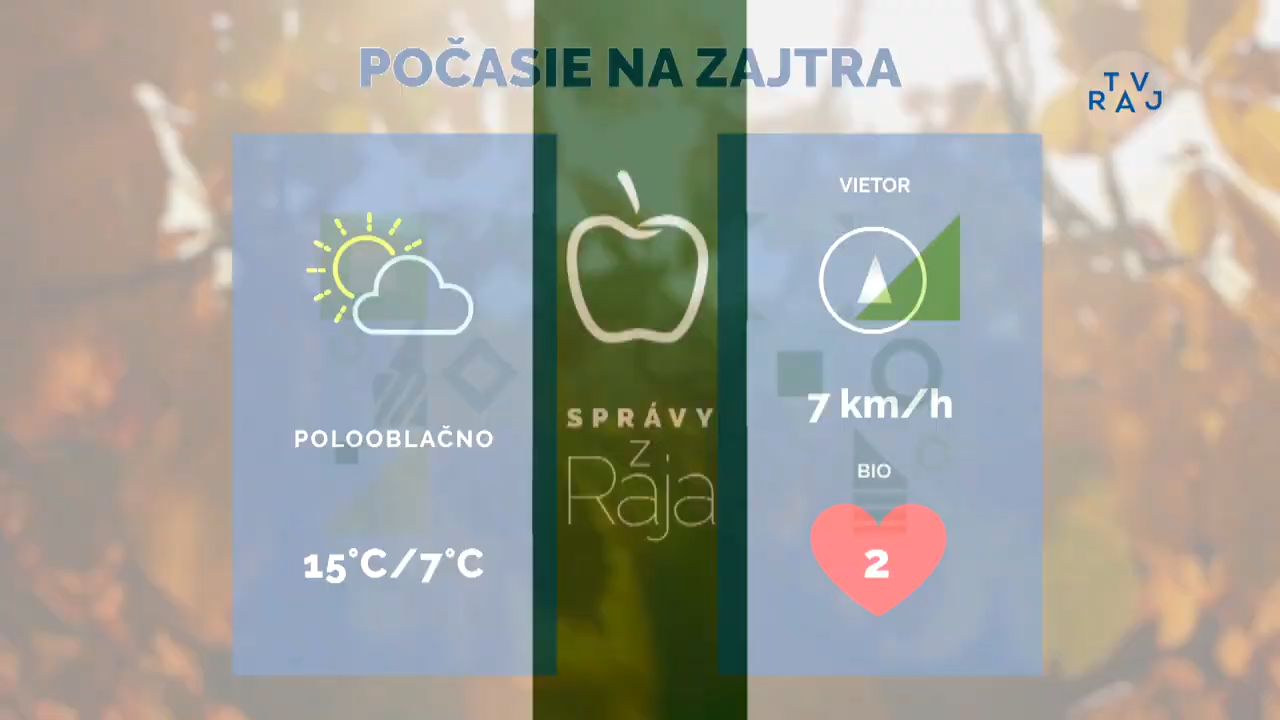 POČASIE NA ZAJTRA
TV
RAJ
VIETOR
7 km/h
SPRÁVY
z
Raja
POLOOBLAČNO
BIO
15°C/7°C
2